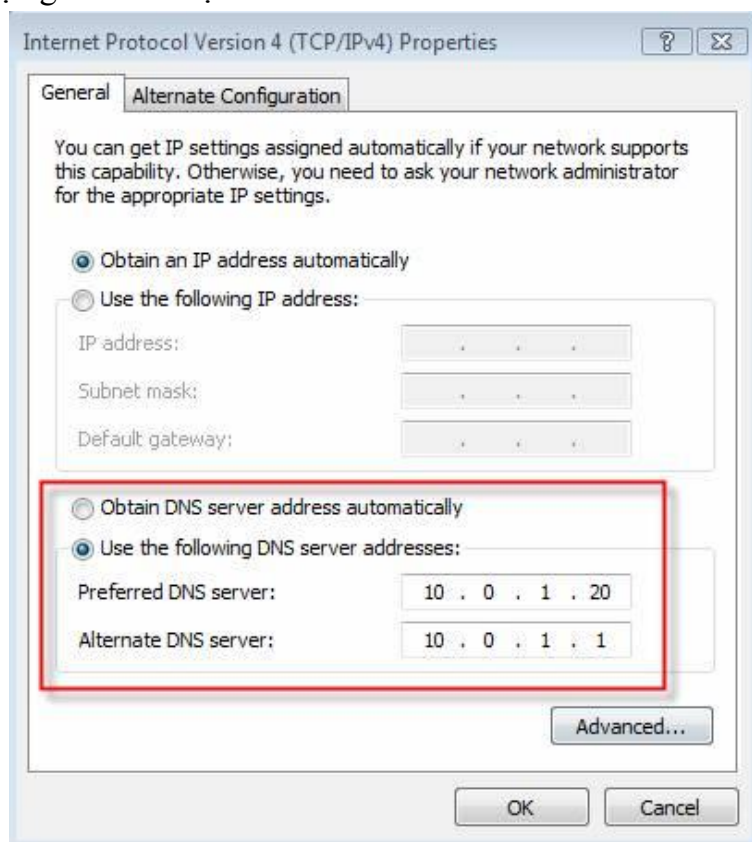 Internet Protocol Version 4 (TCP/IPv4) Properties
General Alternate Configuration
You can get IP settings assigned automatically if your network supports
this capability. Otherwise, you need to ask your network administrator
for the appropriate IP settings.
Obtain an IP address automatically
Use the following IP address:
IP address: . . .
Subnet mask: . . .
Default gateway: . . .
Obtain DNS server address automatically
Use the following DNS server addresses:
Preferred DNS server: 10 . 0 . 1 . 20
Alternate DNS server: 10 . 0 . 1 . 1
Advanced...
OK Cancel